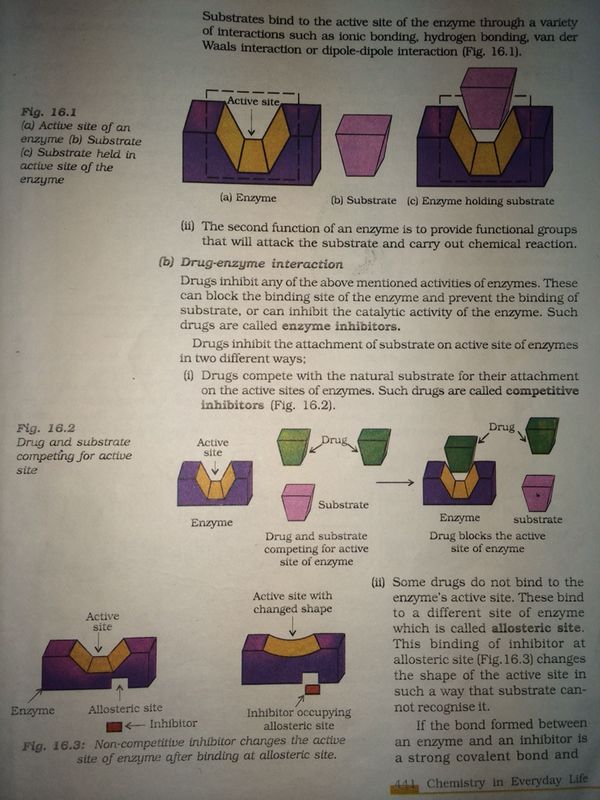 Substrates bind to the active site of the enzyme through a variety
of interactions such as ionic bonding, hydrogen bonding, van der
Waals interaction or dipole-dipole interaction (Fig. 16.1).
Fig. 16.1
(a) Active site of an
enzyme (b) Substrate
(c) Substrate held in
active site of the
enzyme
Active site
(a) Enzyme
(b) Substrate
(c) Enzyme holding substrate
(ii) The second function of an enzyme is to provide functional groups
that will attack the substrate and carry out chemical reaction.
(b) Drug-enzyme interaction
Drugs inhibit any of the above mentioned activities of enzymes. These
can block the binding site of the enzyme and prevent the binding of
substrate, or can inhibit the catalytic activity of the enzyme. Such
drugs are called enzyme inhibitors.
Drugs inhibit the attachment of substrate on active site of enzymes
in two different ways;
(i) Drugs compete with the natural substrate for their attachment
on the active sites of enzymes. Such drugs are called competitive
inhibitors (Fig. 16.2).
Fig. 16.2
Drug and substrate
competing for active
site
Active
site
Enzyme
Drug
Substrate
Drug and substrate
competing for active
site of enzyme
Drug
Enzyme
substrate
Drug blocks the active
site of enzyme
Active
site
Enzyme
Allosteric site
Inhibitor
Active site with
changed shape
Inhibitor occupying
allosteric site
Fig. 16.3: Non-competitive inhibitor changes the active
site of enzyme after binding at allosteric site.
(ii) Some drugs do not bind to the
enzyme's active site. These bind
to a different site of enzyme
which is called allosteric site.
This binding of inhibitor at
allosteric site (Fig.16.3) changes
the shape of the active site in
such a way that substrate can-
not recognise it.
If the bond formed between
an enzyme and an inhibitor is
a strong covalent bond and
441 Chemistry in Everyday Life